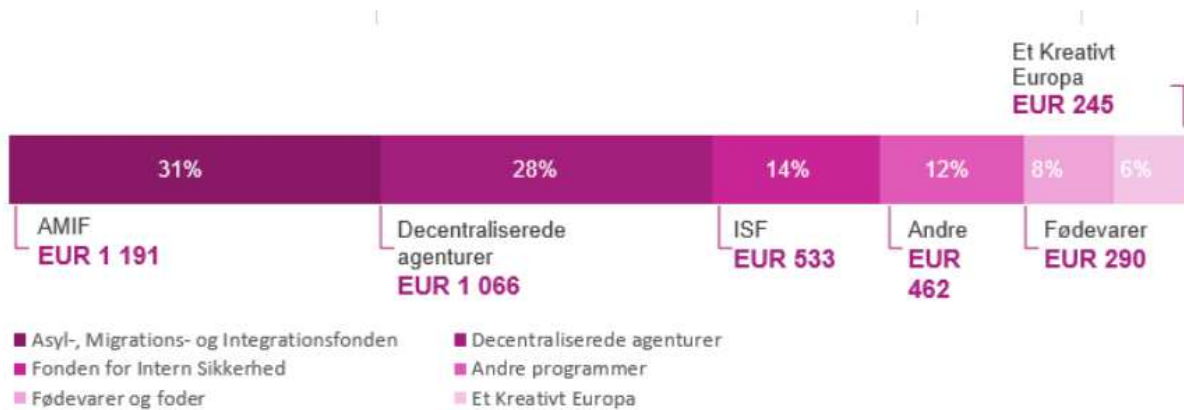 Et Kreativt
Europa
EUR 245
31%
28%
14%
12%
8%
6%
AMIF
EUR 1 191
Decentraliserede
agenturer
EUR 1 066
ISF
EUR 533
Andre
EUR
462
Fødevarer
EUR 290
Asyl-, Migrations- og Integrationsfonden
Decentraliserede agenturer
Fonden for Intern Sikkerhed
Andre programmer
Fødevarer og foder
Et Kreativt Europa